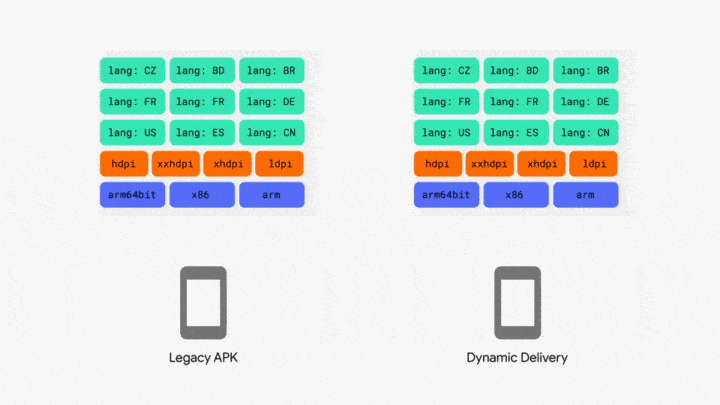 lang: CZ lang: BD lang: BR
lang: FR lang: FR lang: DE
lang: US lang: ES lang: CN
hdpi xxhdpi xhdpi ldpi
arm64bit x86 arm
Legacy APK
lang: CZ lang: BD lang: BR
lang: FR lang: FR lang: DE
lang: US lang: ES lang: CN
hdpi xxhdpi xhdpi ldpi
arm64bit x86 arm
Dynamic Delivery